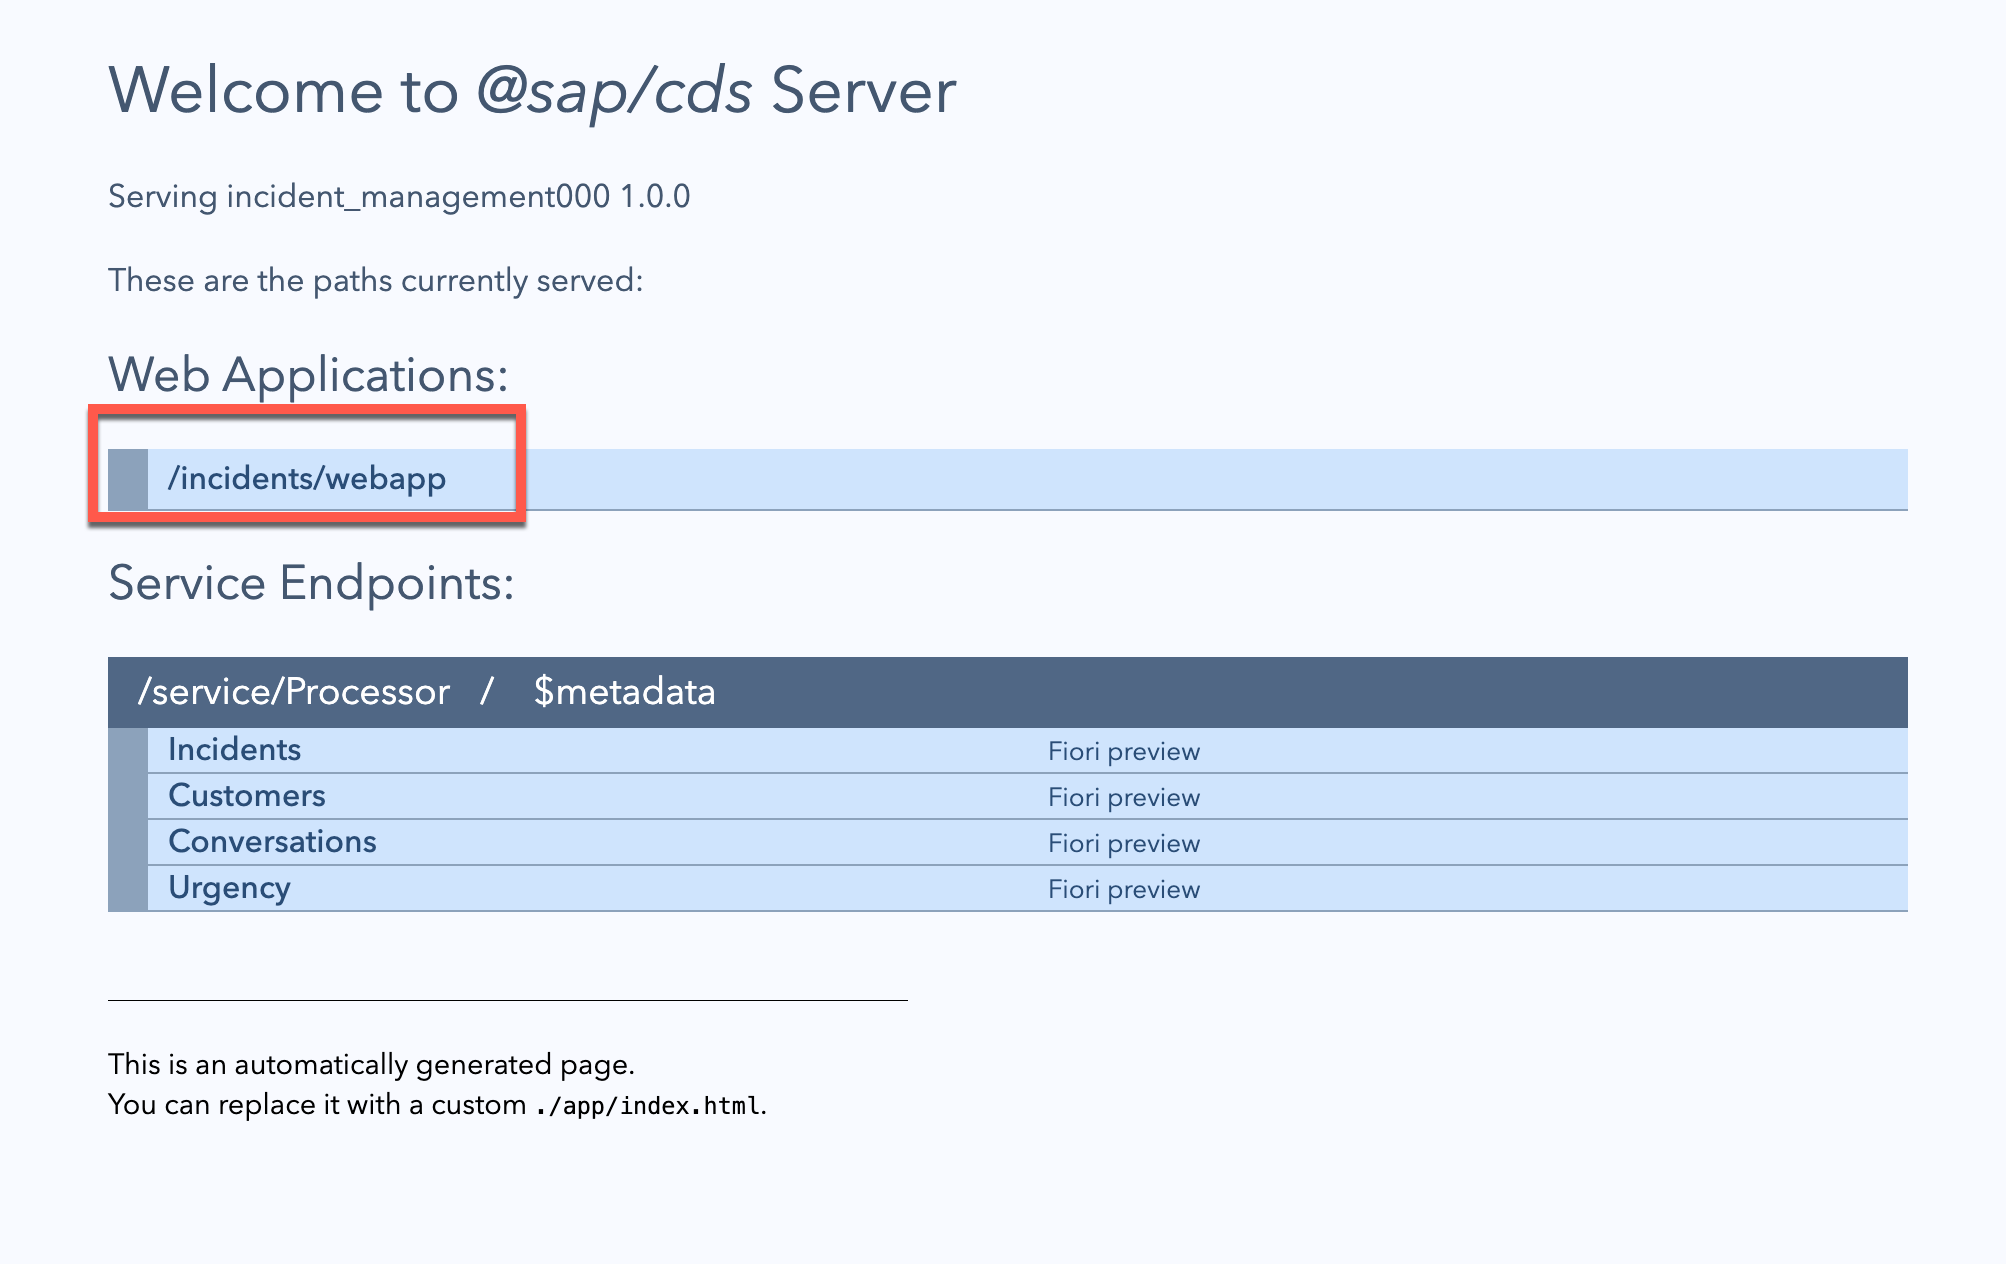 Welcome to @sap/cds Server
Serving incident_management000 1.0.0
These are the paths currently served:
Web Applications:
/incidents/webapp
Service Endpoints:
/service/Processor / $metadata
Incidents Fiori preview
Customers Fiori preview
Conversations Fiori preview
Urgency Fiori preview
This is an automatically generated page.
You can replace it with a custom ./app/index.html.